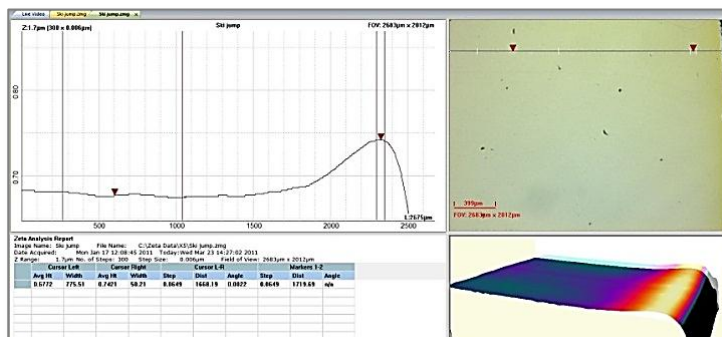 Live Video Ski jump.zmg Ski jump.zmg x
Z:1.7µm (300 x 0.006µm) Ski jump FOV: 2683µm x 2012µm
0.80
0.70
500 1000 1500 2000 2500
L:2675µm
399µm
FOV: 2683µm x 2012µm
Zeta Analysis Report
Image Name: Ski jump File Name: C:\Zeta Data\KS\Ski jump.zmg
Date Acquired: Mon Jan 17 12:08:45 2011 Today:Wed Mar 23 14:27:02 2011
Z Range: 1.7µm No. of Steps: 300 Step Size: 0.006µm Field of View: 2683µm x 2012µm
Cursor Left Cursor Right Cursor L-R Markers 1-2
Avg Ht Width Avg Ht Width Step Dist Angle Step Dist Angle
0.6772 775.51 0.7421 50.21 0.0649 1668.19 0.0022 0.0649 1719.69 n/a